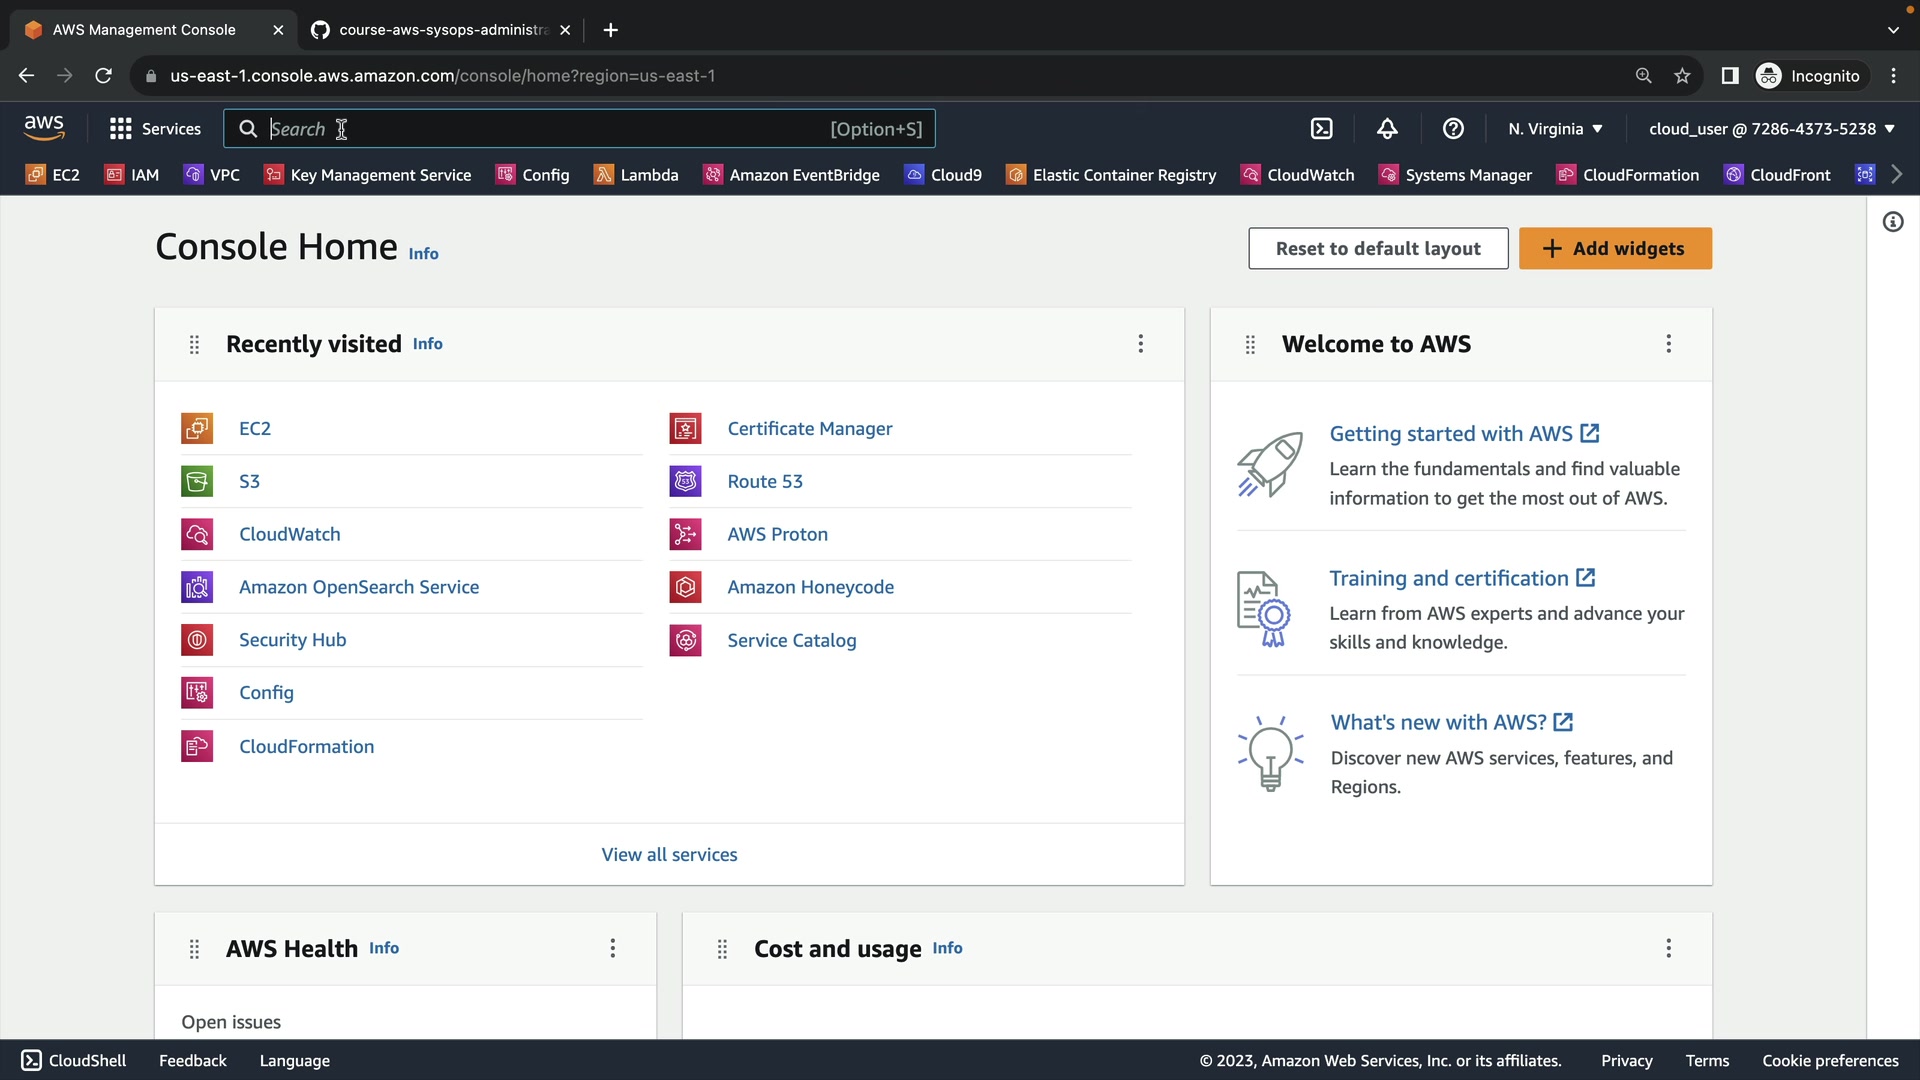 AWS Management Console
course-aws-sysops-administra
us-east-1.console.aws.amazon.com/console/home?region=us-east-1
Incognito
aws
Services
Search
[Option+S]
N. Virginia
cloud_user @ 7286-4373-5238
EC2
IAM
VPC
Key Management Service
Config
Lambda
Amazon EventBridge
Cloud9
Elastic Container Registry
CloudWatch
Systems Manager
CloudFormation
CloudFront
Console Home Info
Reset to default layout
Add widgets
Recently visited Info
EC2
S3
CloudWatch
Amazon OpenSearch Service
Security Hub
Config
CloudFormation
Certificate Manager
Route 53
AWS Proton
Amazon Honeycode
Service Catalog
View all services
Welcome to AWS
Getting started with AWS
Learn the fundamentals and find valuable
information to get the most out of AWS.
Training and certification
Learn from AWS experts and advance your
skills and knowledge.
What's new with AWS?
Discover new AWS services, features, and
Regions.
AWS Health Info
Open issues
Cost and usage Info
CloudShell
Feedback
Language
© 2023, Amazon Web Services, Inc. or its affiliates.
Privacy
Terms
Cookie preferences